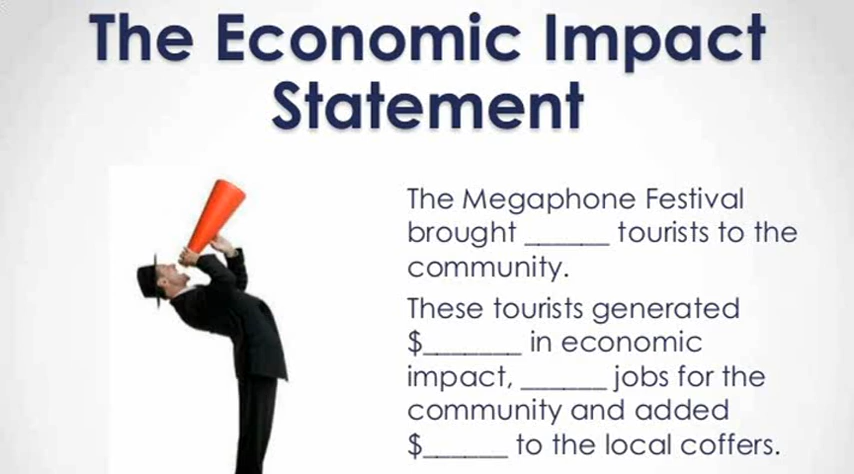 The Economic Impact
Statement
The Megaphone Festival
brought ______ tourists to the
community.
These tourists generated
$_______ in economic
impact, ______ jobs for the
community and added
$______ to the local coffers.